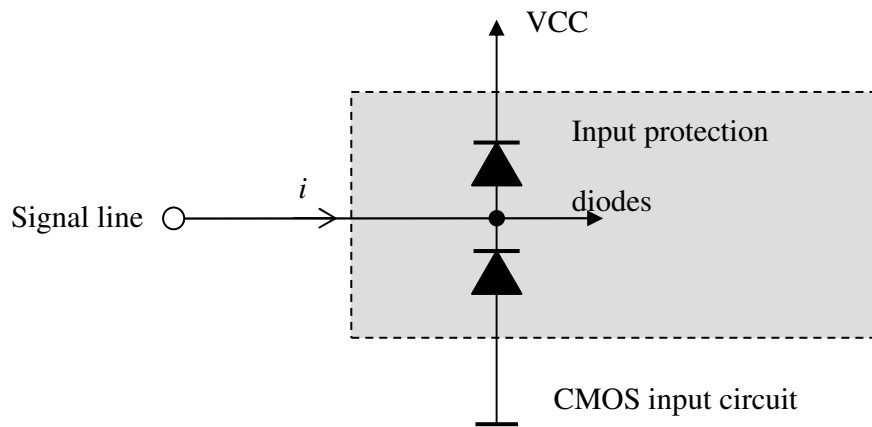 VCC
Input protection
i
diodes
Signal line
CMOS input circuit